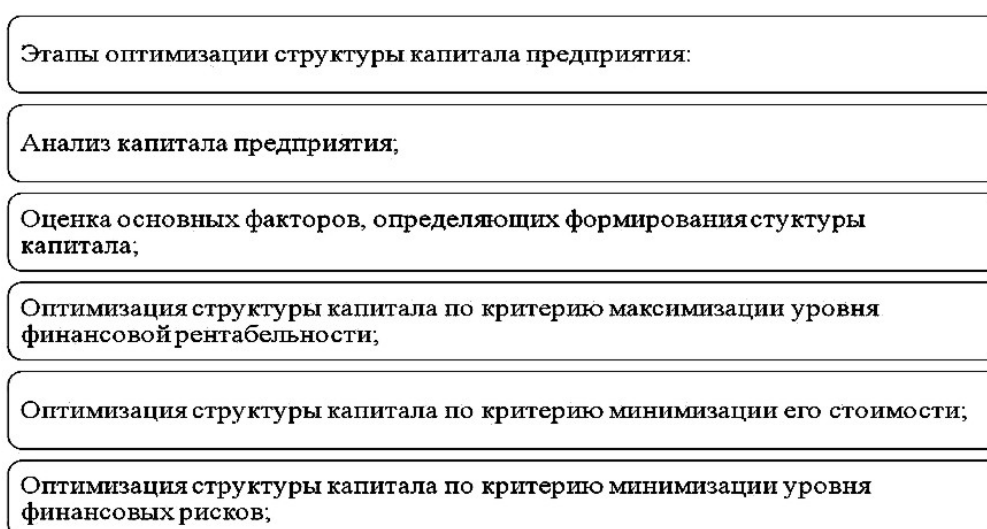 Этапы оптимизации структуры капитала предприятия:
Анализ капитала предприятия;
Оценка основных факторов, определяющих формирования стуктуры
капитала;
Оптимизация структуры капитала по критерию максимизации уровня
финансовой рентабельности;
Оптимизация структуры капитала по критерию минимизации его стоимости;
Оптимизация структуры капитала по критерию минимизации уровня
финансовых рисков;